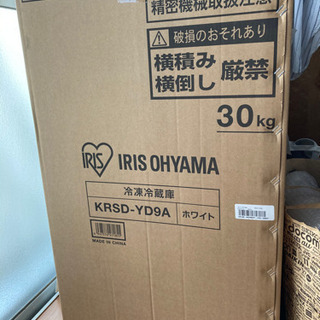 精密機械取扱注意
破損のおそれあり
横積み
横倒し
厳禁
30kg
IRIS
IRIS OHYAMA
冷凍冷蔵庫
KRSD-YD9A
ホワイト
MADE IN CHINA
docomo